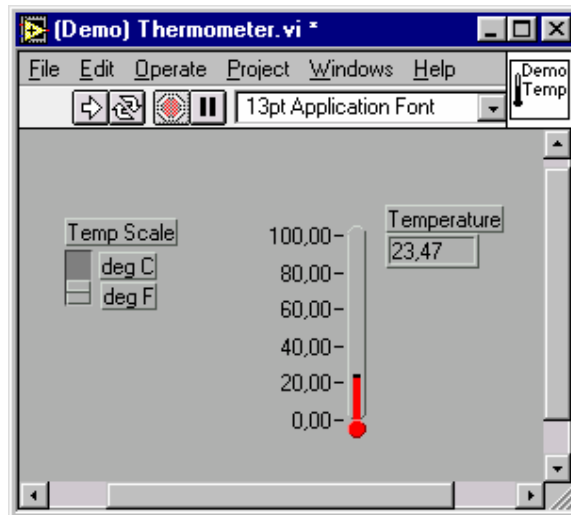 (Demo) Thermometer.vi *
File Edit Operate Project Windows Help
Demo
Temp
13pt Application Font
Temp Scale
deg C
deg F
100,00
80,00
60,00
40,00
20,00
0,00
Temperature
23,47